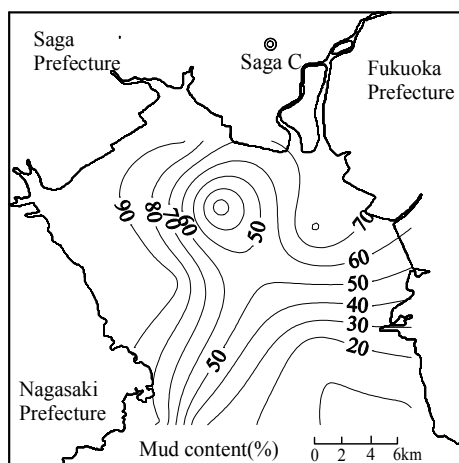 Saga
Prefecture
Saga C
Fukuoka
Prefecture
90
80
70
60
50
70
60
50
40
30
20
50
Nagasaki
Prefecture
Mud content(%)
0 2 4 6km